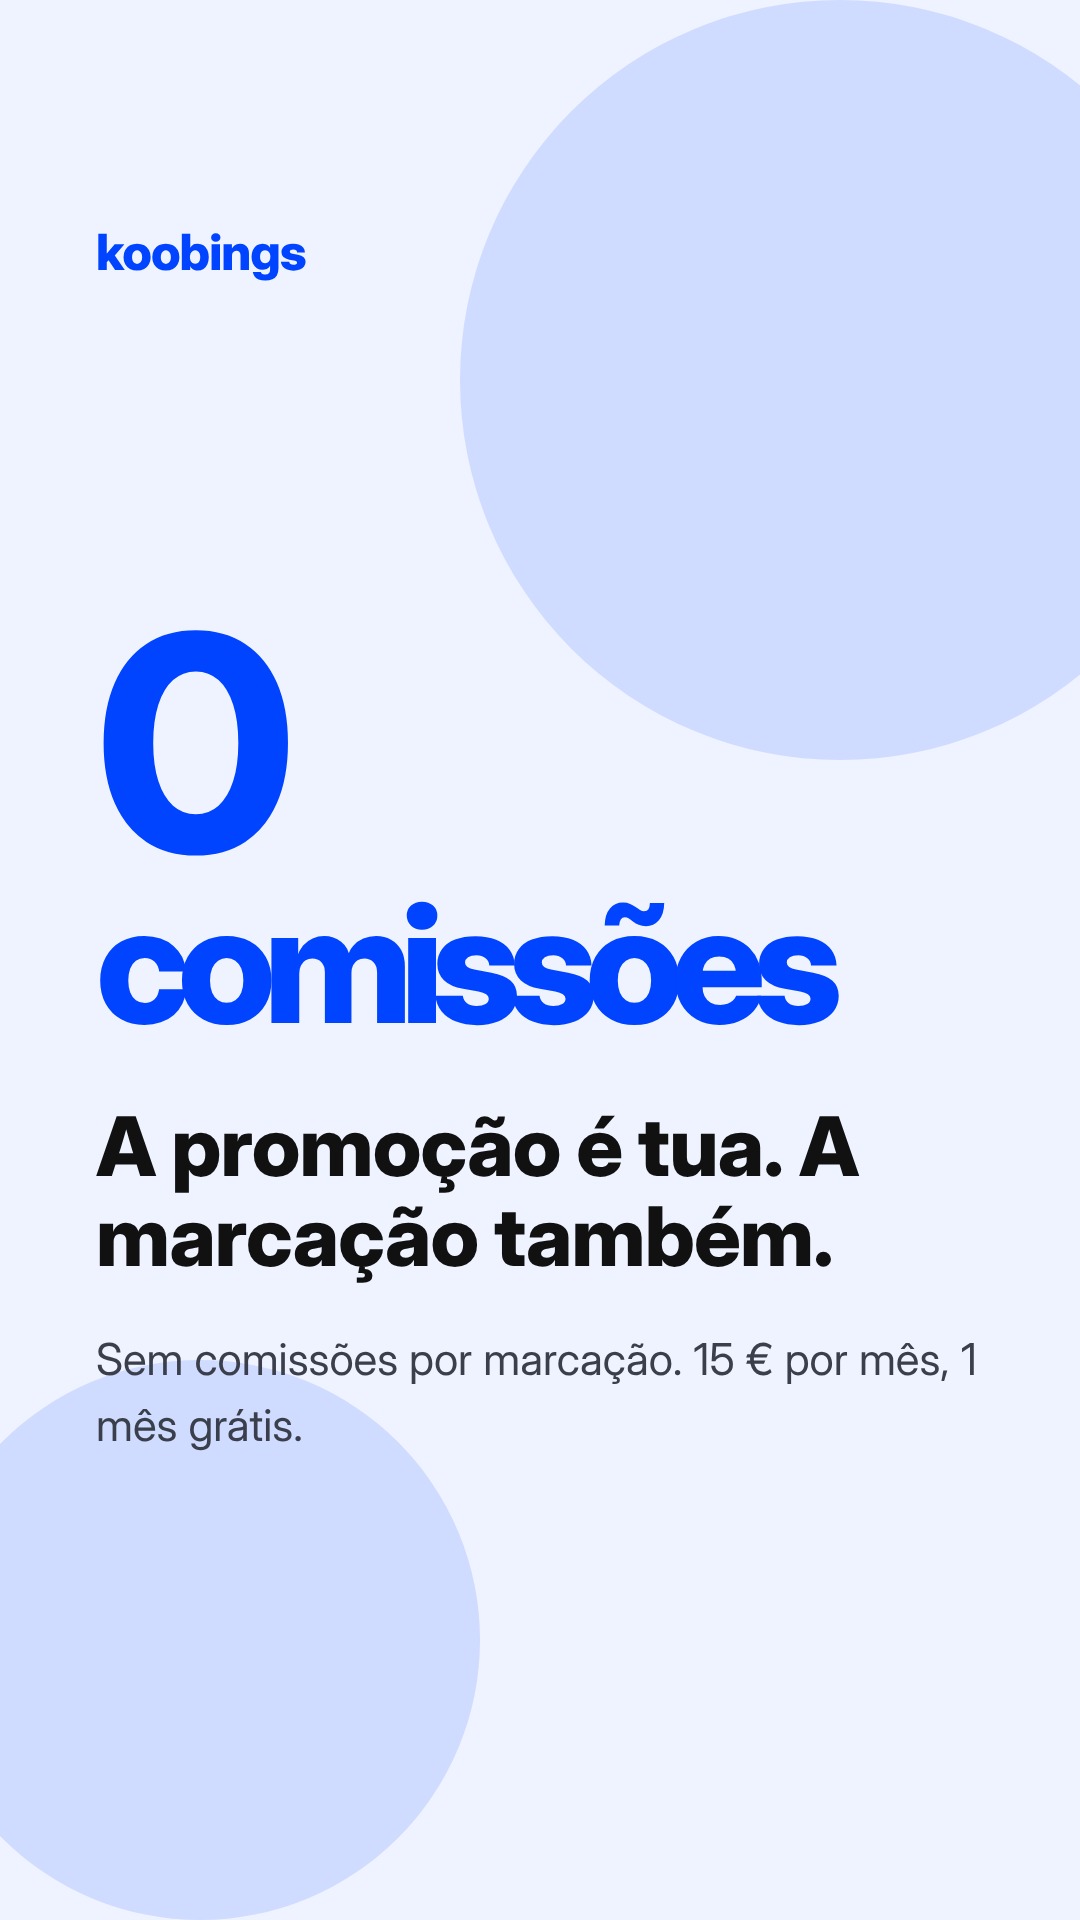 koobings
0
comissões
A promoção é tua. A
marcação também.
Sem comissões por marcação. 15 € por mês, 1
mês grátis.